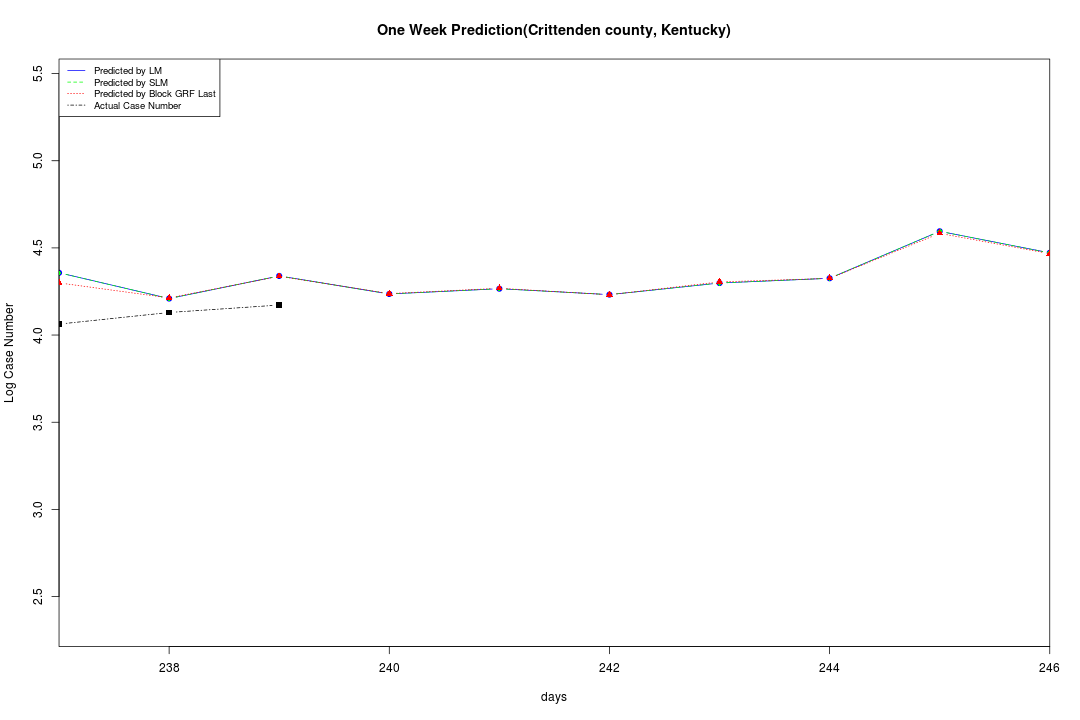 One Week Prediction(Crittenden county, Kentucky)
Predicted by LM
Predicted by SLM
Predicted by Block GRF Last
Actual Case Number
5.5
5.0
4.5
4.0
3.5
3.0
2.5
Log Case Number
238
240
242
244
246
days